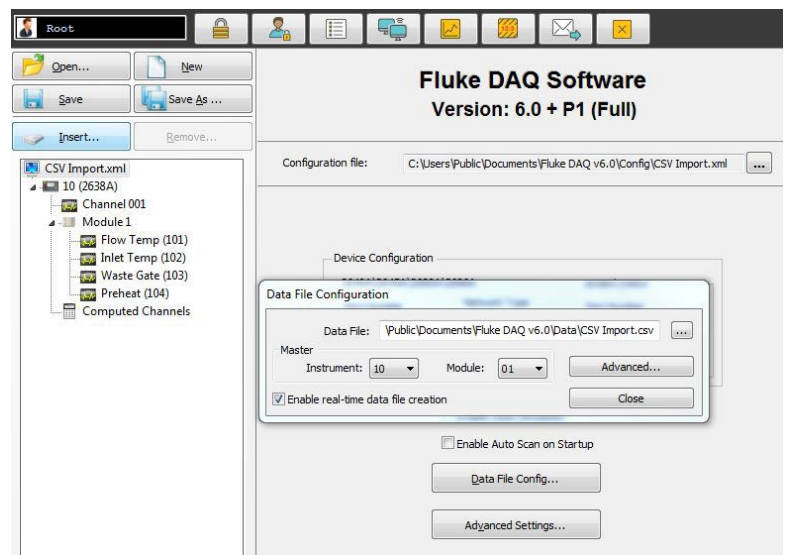 Root
Open...
New
Save
Save As ...
Insert...
Remove...
CSV Import.xml
10 (2638A)
Channel 001
Module 1
Flow Temp (101)
Inlet Temp (102)
Waste Gate (103)
Preheat (104)
Computed Channels
Fluke DAQ Software
Version: 6.0 + P1 (Full)
Configuration file: C:\Users\Public\Documents\Fluke DAQ v6.0\Config\CSV Import.xml ...
Device Configuration
Data File Configuration
Data File: \Public\Documents\Fluke DAQ v6.0\Data\CSV Import.csv ...
Master
Instrument: 10 Module: 01 Advanced...
Enable real-time data file creation Close
Enable Auto Scan on Startup
Data File Config...
Advanced Settings...